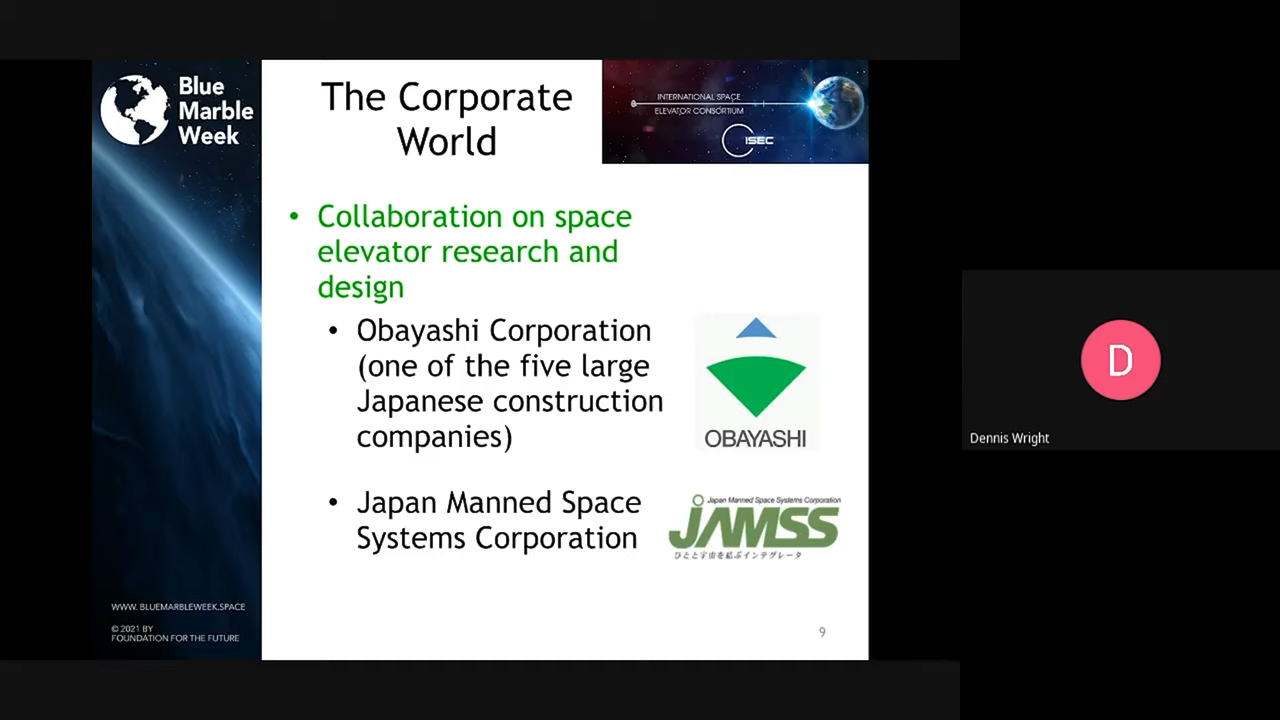 Blue
Marble
Week
The Corporate
World
INTERNATIONAL SPACE
ELEVATOR CONSORTIUM
ISEC
• Collaboration on space
elevator research and
design
• Obayashi Corporation
(one of the five large
Japanese construction
companies)
OBAYASHI
• Japan Manned Space
Systems Corporation
Japan Manned Space Systems Corporation
JAMSS
ひとと宇宙を結ぶインテグレータ
WWW. BLUEMARBLEWEEK.SPACE
© 2021 BY
FOUNDATION FOR THE FUTURE
9
D
Dennis Wright